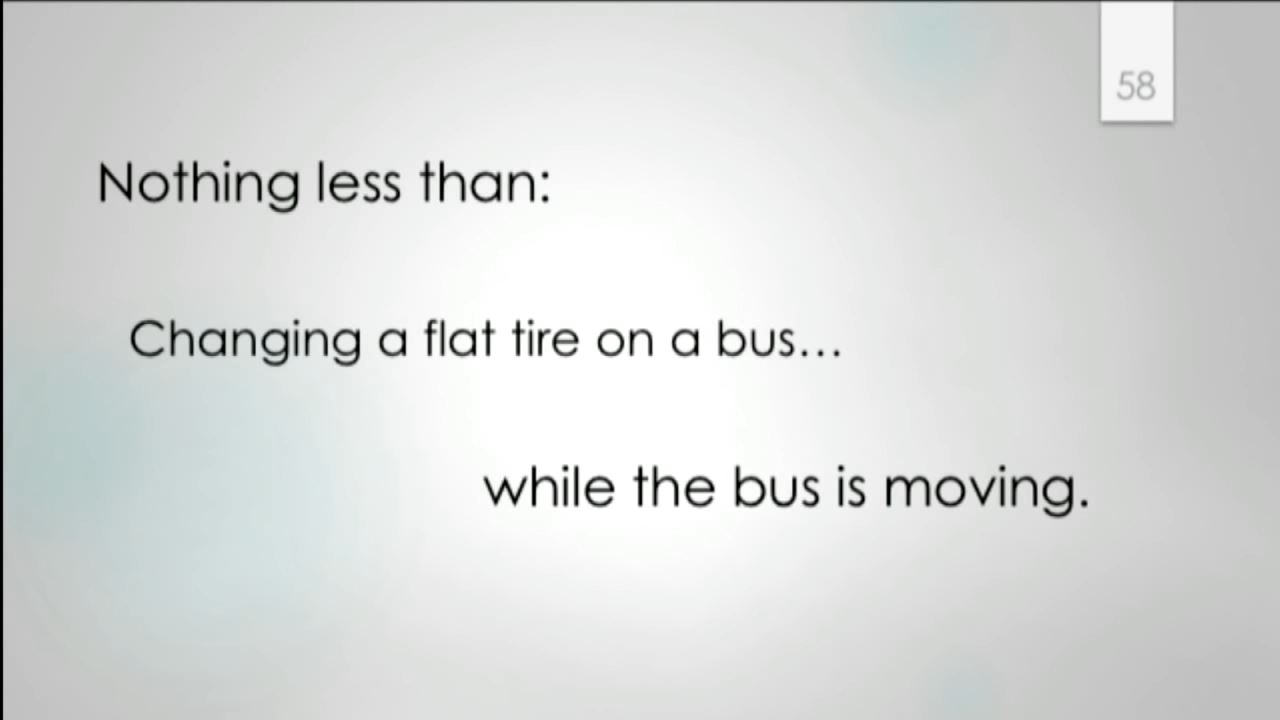 58
Nothing less than:
Changing a flat tire on a bus...
while the bus is moving.